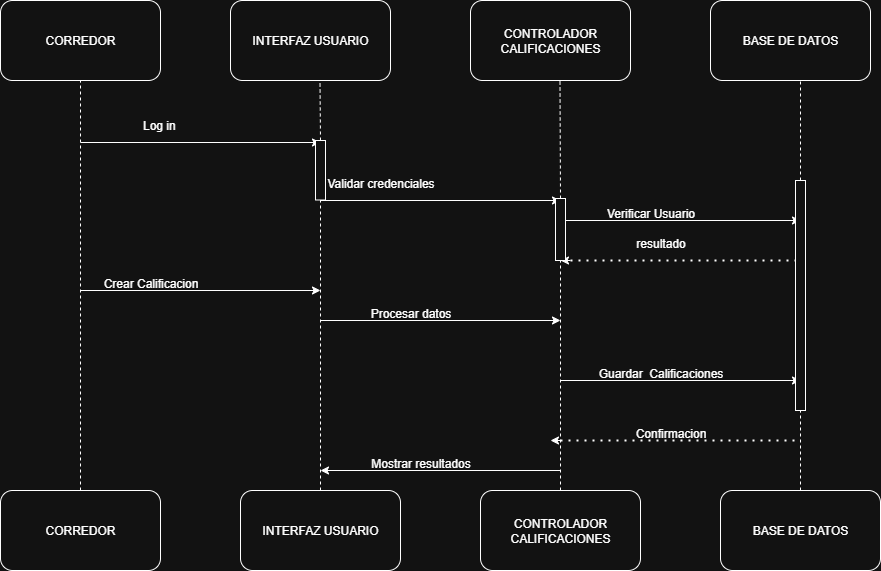 CORREDOR
INTERFAZ USUARIO
CONTROLADOR
CALIFICACIONES
BASE DE DATOS
Log in
Validar credenciales
Verificar Usuario
resultado
Crear Calificacion
Procesar datos
Guardar  Calificaciones
Confirmacion
Mostrar resultados
CORREDOR
INTERFAZ USUARIO
CONTROLADOR
CALIFICACIONES
BASE DE DATOS